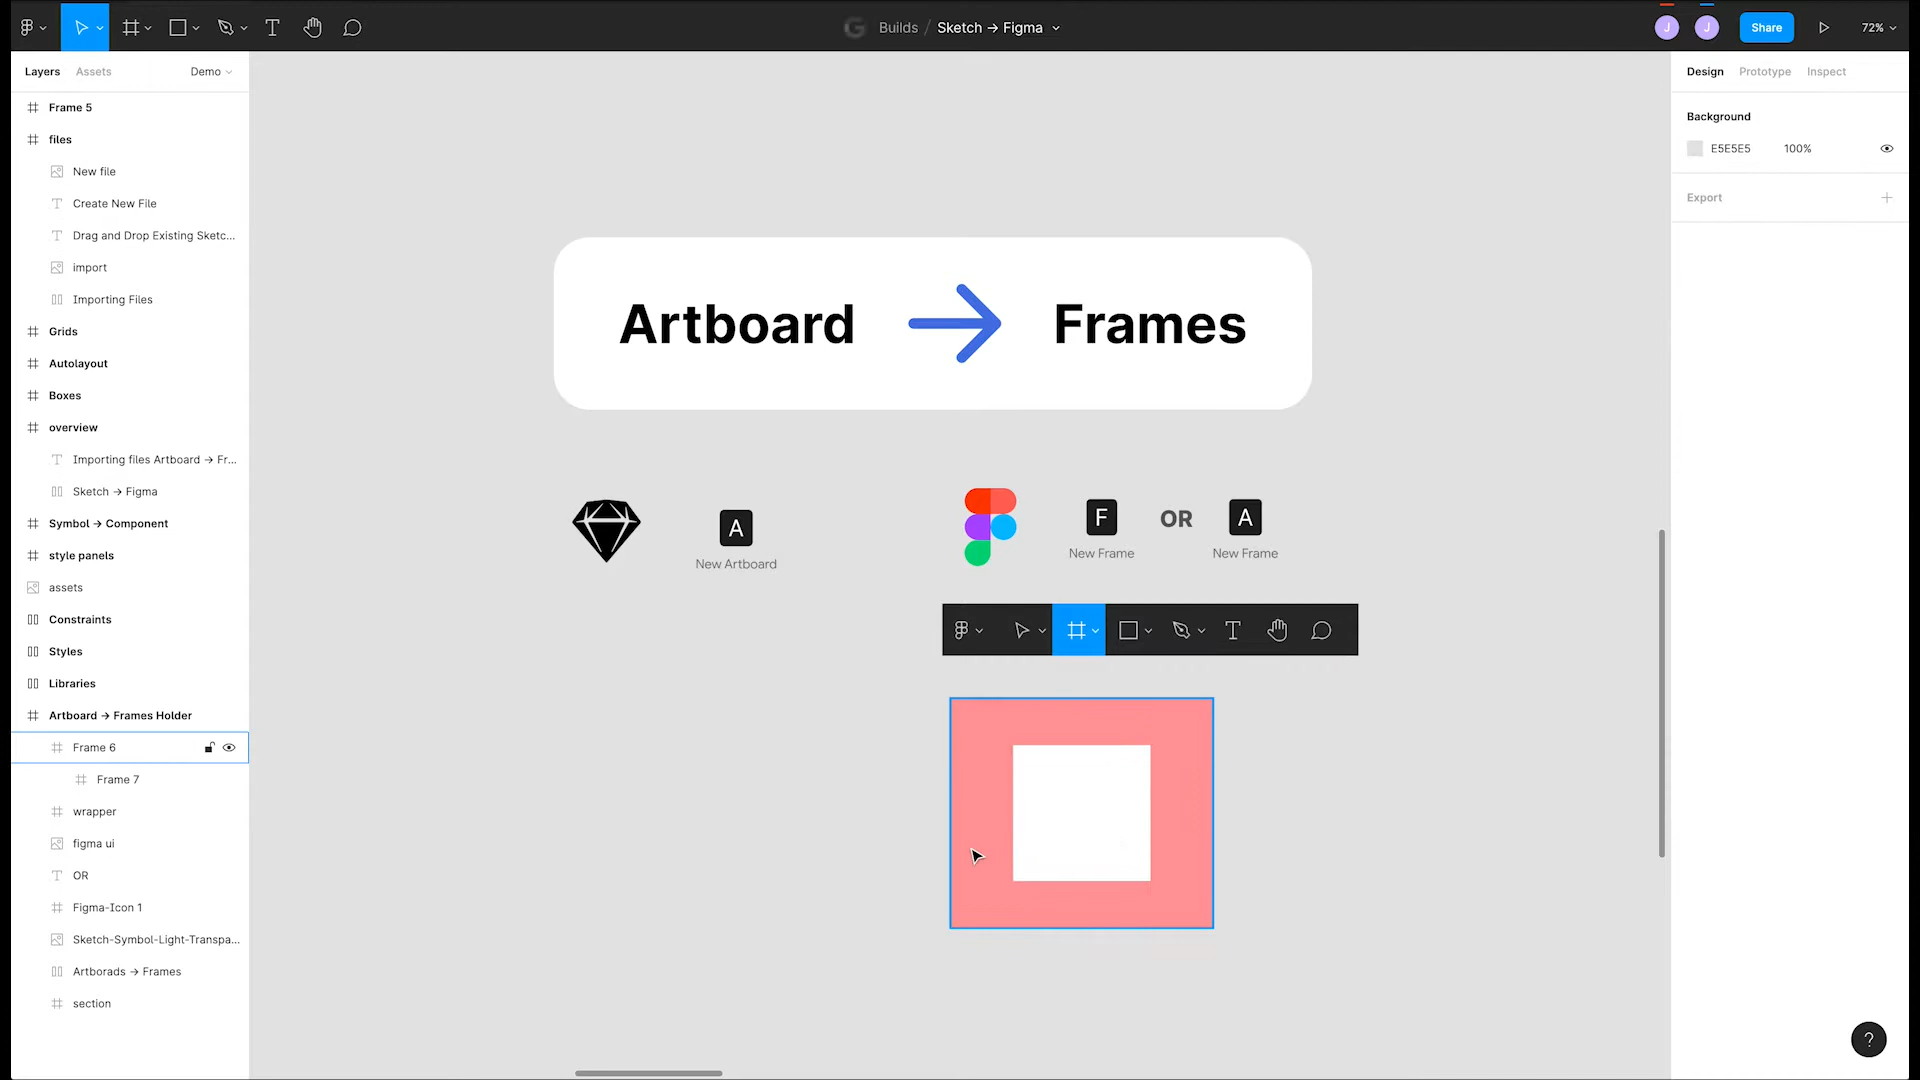 Builds / Sketch → Figma
J
J
Share
72%
Layers
Assets
Demo
Design
Prototype
Inspect
Frame 5
files
New file
Create New File
Drag and Drop Existing Sketc...
import
Importing Files
Grids
Autolayout
Boxes
overview
Importing files Artboard → Fr...
Sketch → Figma
Symbol → Component
style panels
assets
Constraints
Styles
Libraries
Artboard → Frames Holder
Frame 6
Frame 7
wrapper
figma ui
OR
Figma-Icon 1
Sketch-Symbol-Light-Transpa...
Artborads → Frames
section
Artboard → Frames
A
New Artboard
F
New Frame
OR
A
New Frame
T
Background
E5E5E5 100%
Export
?